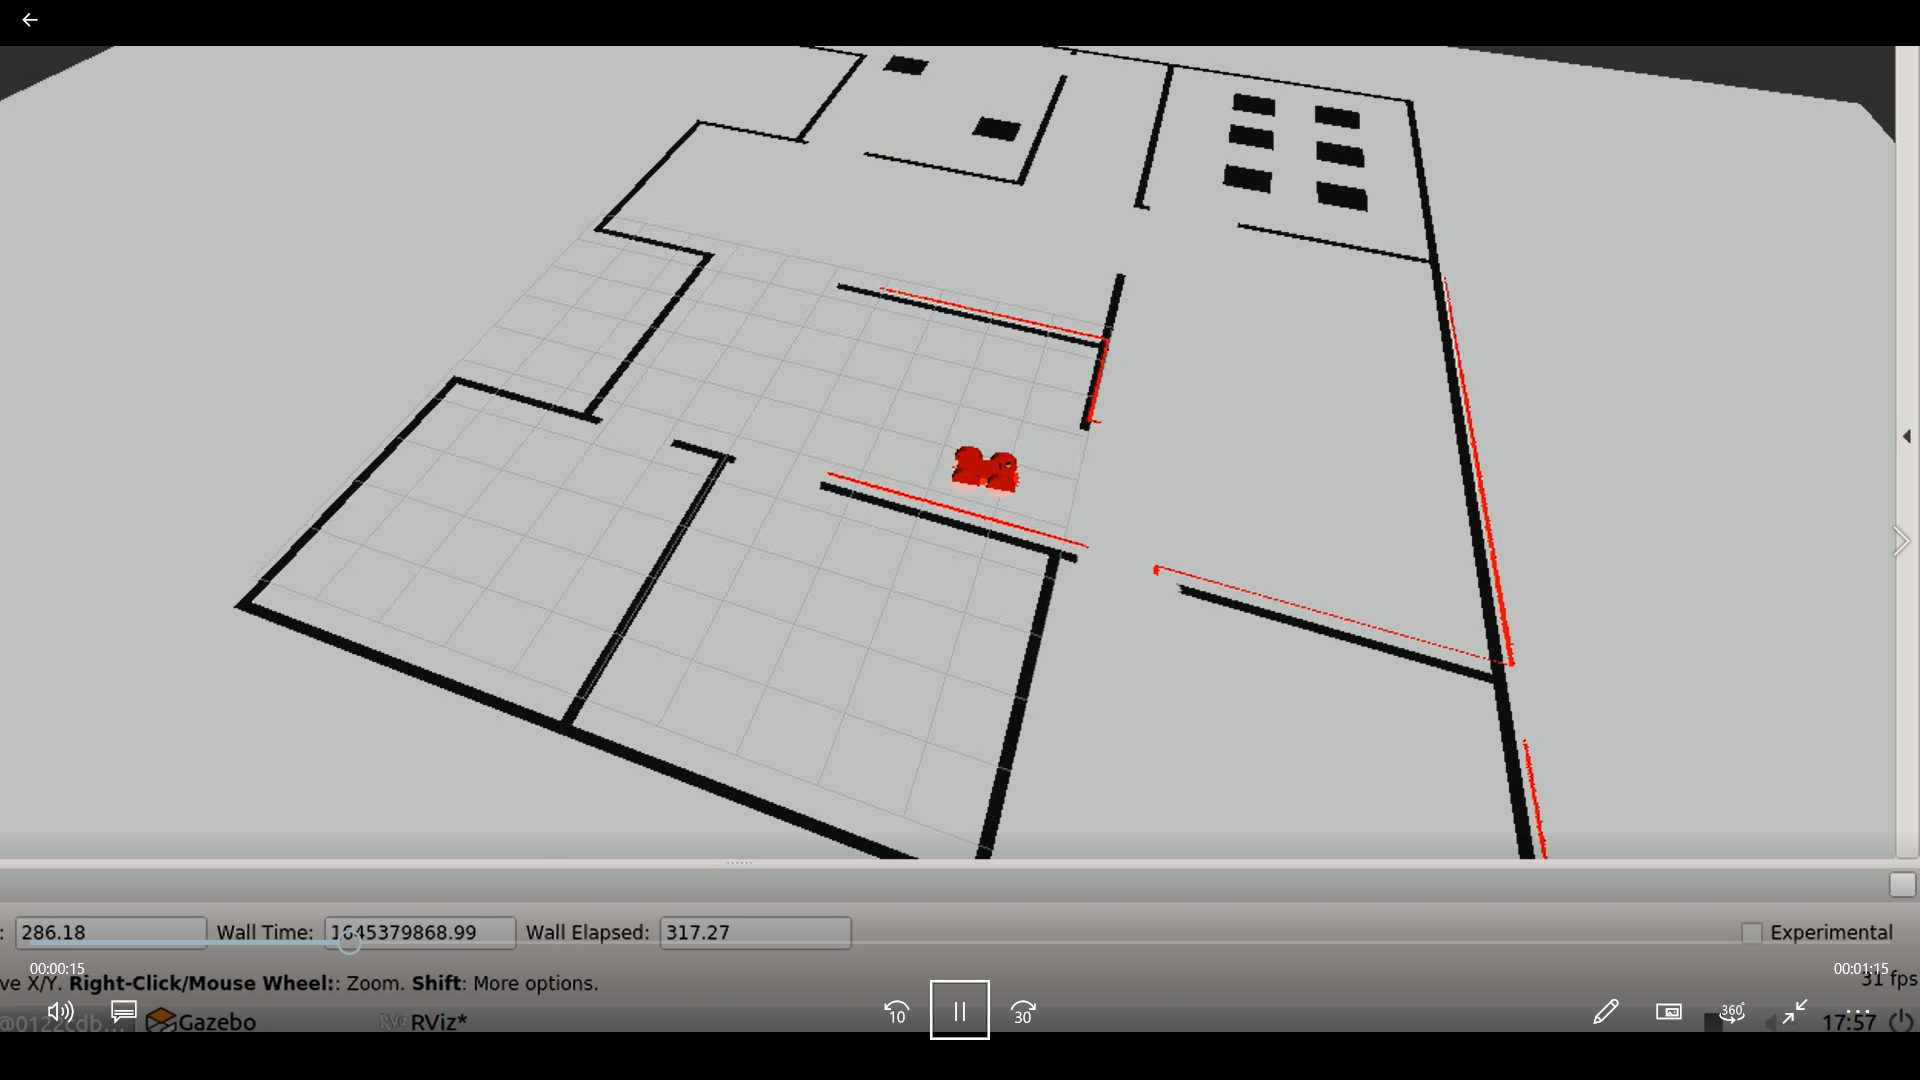 : 286.18 Wall Time: 1645379868.99 Wall Elapsed: 317.27 Experimental
00:00:15 00:01:15
ve X/Y. Right-Click/Mouse Wheel:: Zoom. Shift: More options. 31 fps
10 30 360°
Gazebo RViz* 17:57